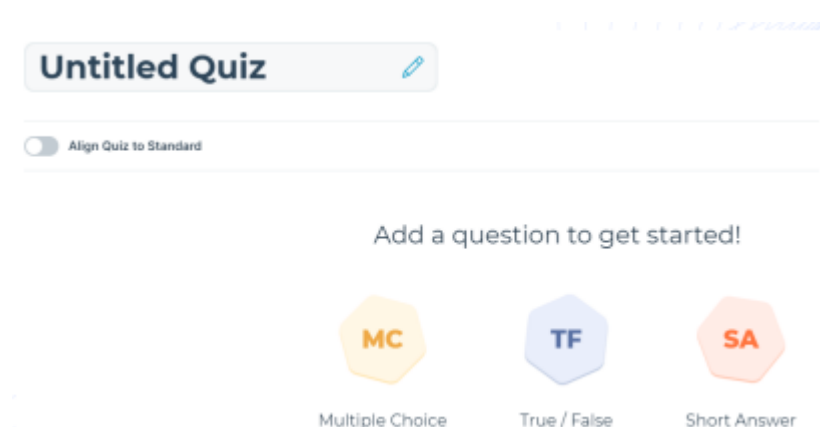 Untitled Quiz
Align Quiz to Standard
Add a question to get started!
MC TF SA
Multiple Choice True / False Short Answer